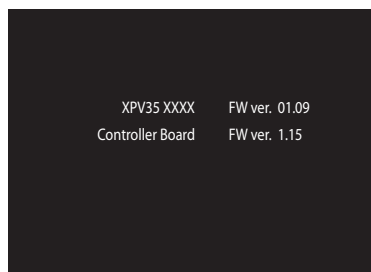 XPV35 XXXX FW ver. 01.09
Controller Board FW ver. 1.15